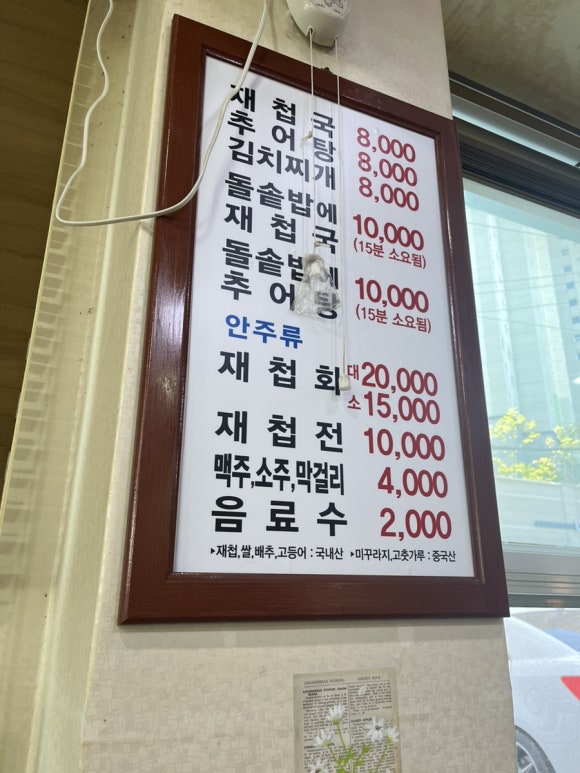 재첩국 8,000
추어탕 8,000
김치찌개 8,000
돌솥밥에
재첩국 10,000
(15분 소요됨)
돌솥밥에
추어탕 10,000
(15분 소요됨)
안주류
재첩회 대 20,000
소 15,000
재첩전 10,000
맥주,소주,막걸리 4,000
음료수 2,000
▸재첩,쌀,배추,고등어 : 국내산 ▸미꾸라지,고춧가루 : 중국산